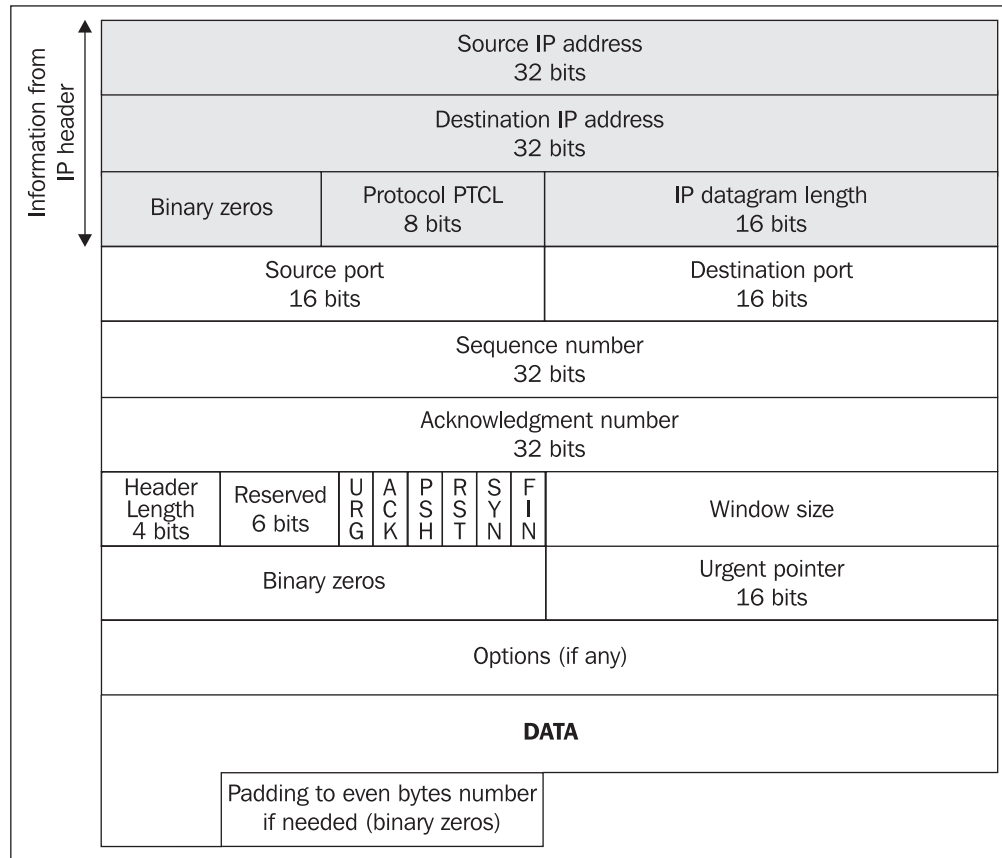 Information from
IP header
Source IP address
32 bits
Destination IP address
32 bits
Binary zeros
Protocol PTCL
8 bits
IP datagram length
16 bits
Source port
16 bits
Destination port
16 bits
Sequence number
32 bits
Acknowledgment number
32 bits
Header
Length
4 bits
Reserved
6 bits
URG
ACK
PSH
RST
SYN
FIN
Window size
Binary zeros
Urgent pointer
16 bits
Options (if any)
DATA
Padding to even bytes number
if needed (binary zeros)